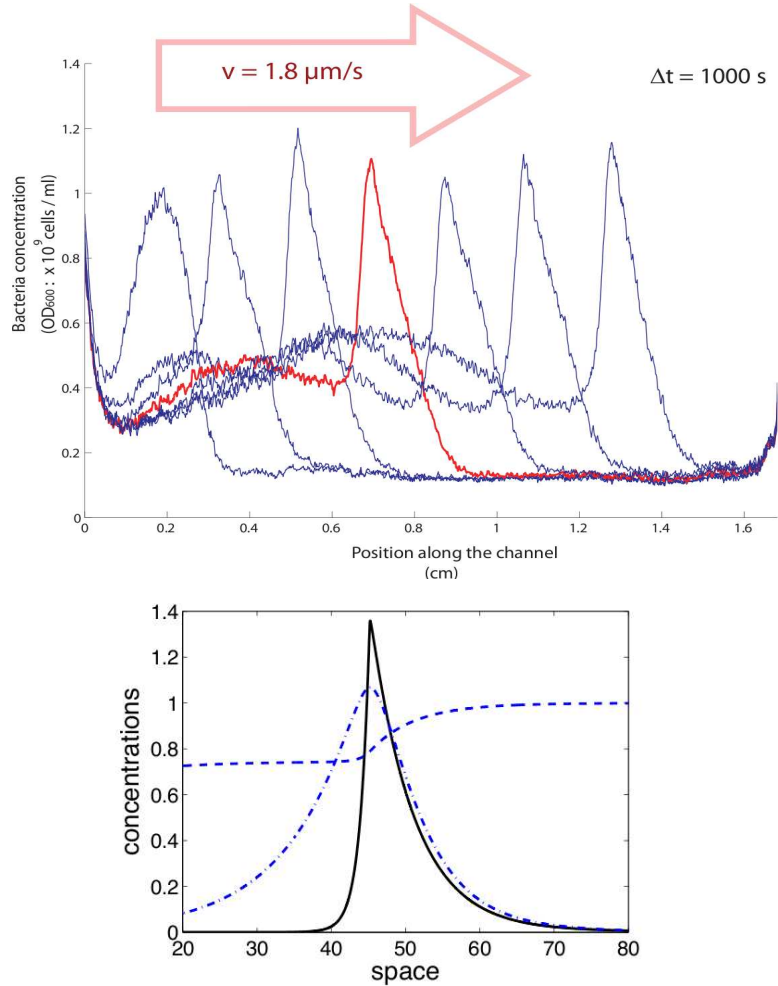 v = 1.8 µm/s
Δt = 1000 s
1.4
1.2
1
0.8
0.6
0.4
0.2
0
Bacteria concentration
(OD600: x 10^9 cells / ml)
0 0.2 0.4 0.6 0.8 1 1.2 1.4 1.6
Position along the channel
(cm)
1.4
1.2
1
0.8
0.6
0.4
0.2
0
concentrations
20 30 40 50 60 70 80
space